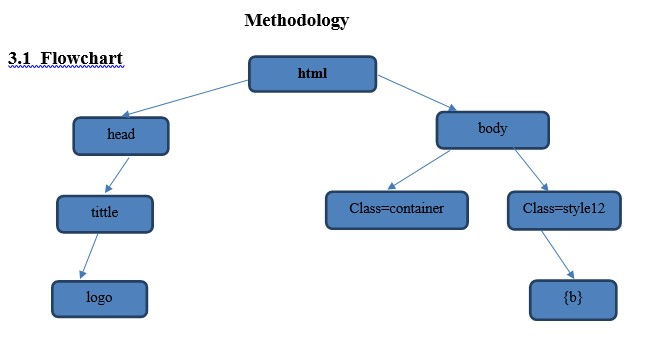 Methodology
3.1 Flowchart
html
head
body
tittle
Class=container
Class=style12
logo
{b}